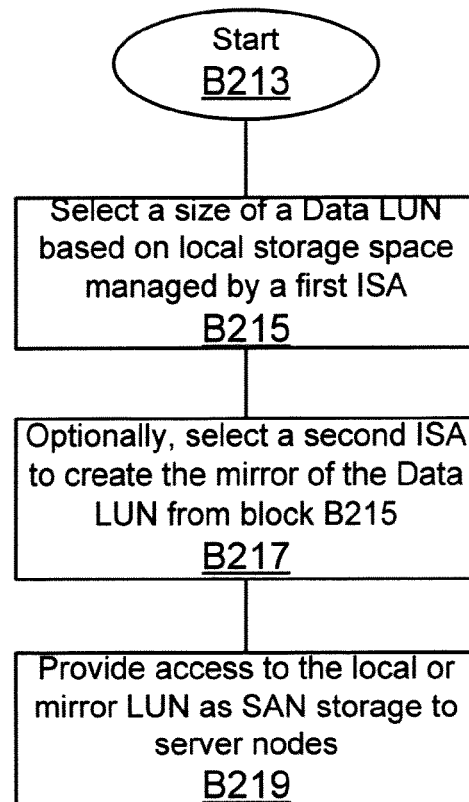 Start
B213
Select a size of a Data LUN
based on local storage space
managed by a first ISA
B215
Optionally, select a second ISA
to create the mirror of the Data
LUN from block B215
B217
Provide access to the local or
mirror LUN as SAN storage to
server nodes
B219